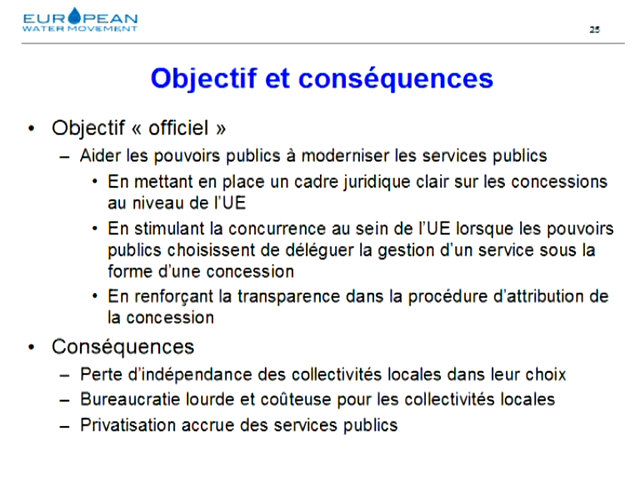 EUROPEAN
WATER MOVEMENT
25
Objectif et conséquences
• Objectif « officiel »
– Aider les pouvoirs publics à moderniser les services publics
• En mettant en place un cadre juridique clair sur les concessions
au niveau de l'UE
• En stimulant la concurrence au sein de l'UE lorsque les pouvoirs
publics choisissent de déléguer la gestion d'un service sous la
forme d'une concession
• En renforçant la transparence dans la procédure d'attribution de
la concession
• Conséquences
– Perte d'indépendance des collectivités locales dans leur choix
– Bureaucratie lourde et coûteuse pour les collectivités locales
– Privatisation accrue des services publics